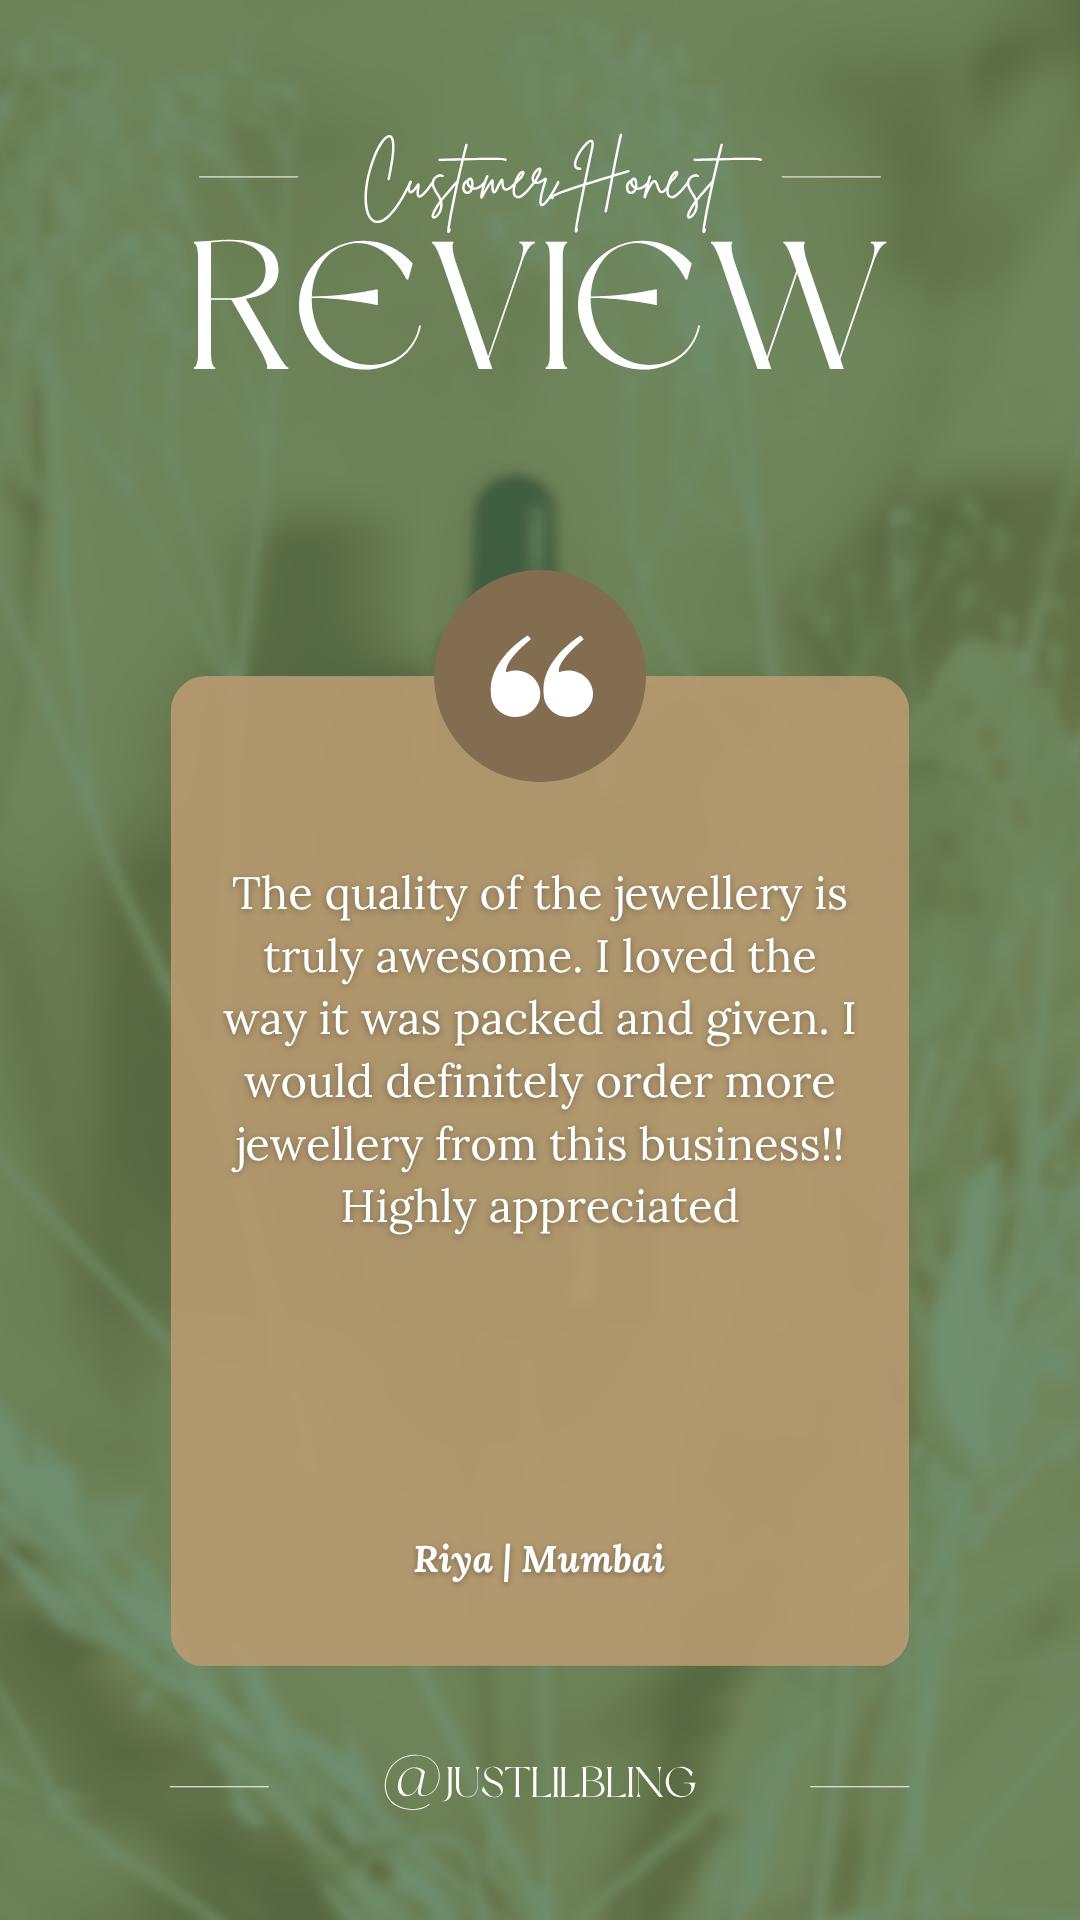 Customer Honest
REVIEW
“
The quality of the jewellery is
truly awesome. I loved the
way it was packed and given. I
would definitely order more
jewellery from this business!!
Highly appreciated
Riya | Mumbai
@JUSTLILBLING